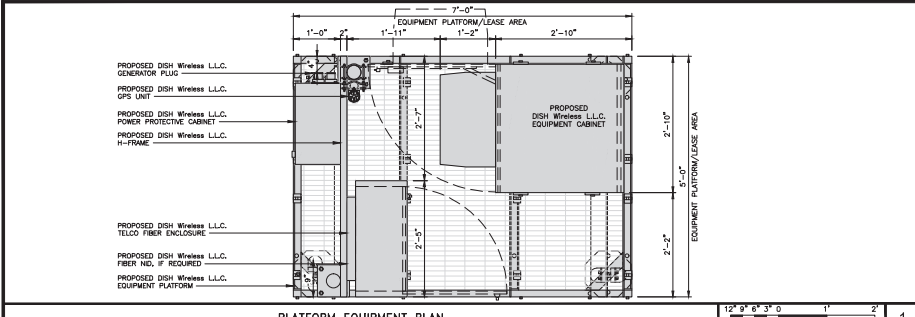 7'-0"
EQUIPMENT PLATFORM/LEASE AREA
1'-0" 2" 1'-11" 1'-2" 2'-10"
PROPOSED DISH Wireless L.L.C.
GENERATOR PLUG
PROPOSED DISH Wireless L.L.C.
GPS UNIT
PROPOSED DISH Wireless L.L.C.
POWER PROTECTIVE CABINET
PROPOSED DISH Wireless L.L.C.
H-FRAME
PROPOSED DISH Wireless L.L.C.
TELCO FIBER ENCLOSURE
PROPOSED DISH Wireless L.L.C.
FIBER NID, IF REQUIRED
PROPOSED DISH Wireless L.L.C.
EQUIPMENT PLATFORM
4"
9"
2'-7"
2'-5"
PROPOSED
DISH Wireless L.L.C.
EQUIPMENT CABINET
2'-10"
2'-2"
5'-0"
EQUIPMENT PLATFORM/LEASE AREA
PLATFORM EQUIPMENT PLAN
12" 9" 6" 3" 0 1' 2'
1